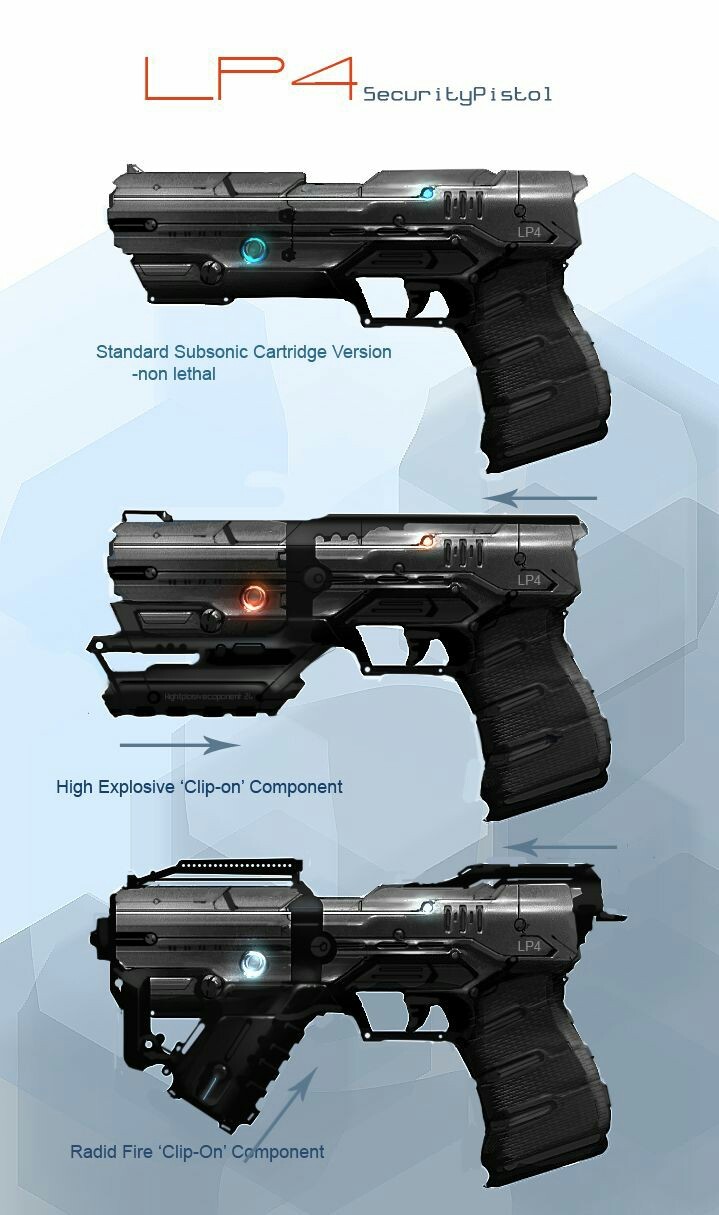 LP4 SecurityPistol
LP4
Standard Subsonic Cartridge Version
-non lethal
LP4
High Explosive ‘Clip-on’ Component
LP4
Radid Fire ‘Clip-On’ Component